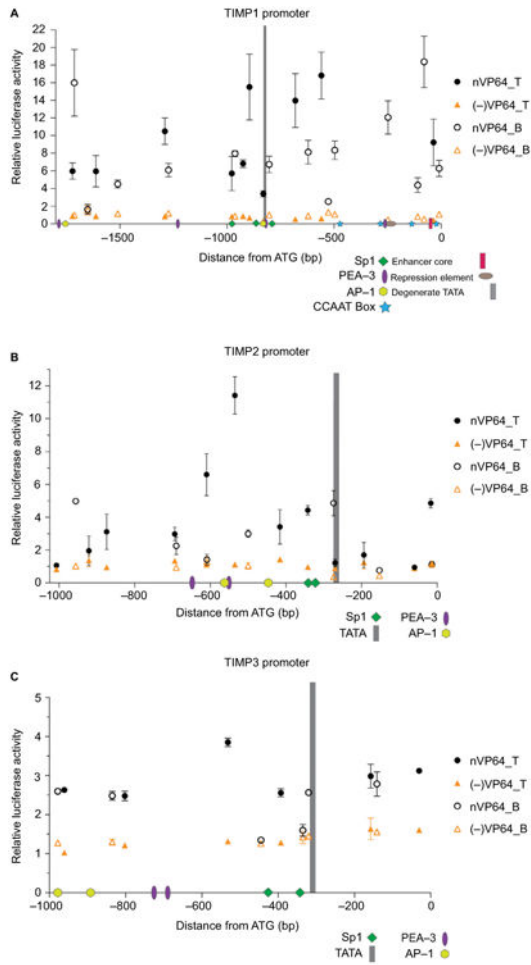 A
TIMP1 promoter
Relative luciferase activity
22
20
18
16
14
12
10
8
6
4
2
0
−1500
−1000
−500
0
Distance from ATG (bp)
nVP64_T
(−)VP64_T
nVP64_B
(−)VP64_B
Sp1
Enhancer core
PEA−3
Repression element
AP−1
Degenerate TATA
CCAAT Box
B
TIMP2 promoter
Relative luciferase activity
12
10
8
6
4
2
0
−1000
−800
−600
−400
−200
0
Distance from ATG (bp)
nVP64_T
(−)VP64_T
nVP64_B
(−)VP64_B
Sp1
PEA−3
TATA
AP−1
C
TIMP3 promoter
Relative luciferase activity
5
4
3
2
1
0
−1000
−800
−600
−400
−200
0
Distance from ATG (bp)
nVP64_T
(−)VP64_T
nVP64_B
(−)VP64_B
Sp1
PEA−3
TATA
AP−1